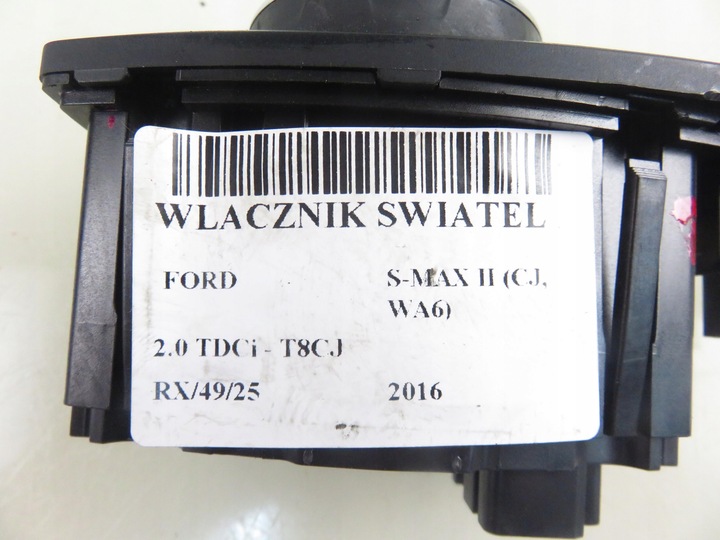 WLACZNIK SWIATEL
FORD
S-MAX II (CJ,
WA6)
2.0 TDCi - T8CJ
RX/49/25
2016